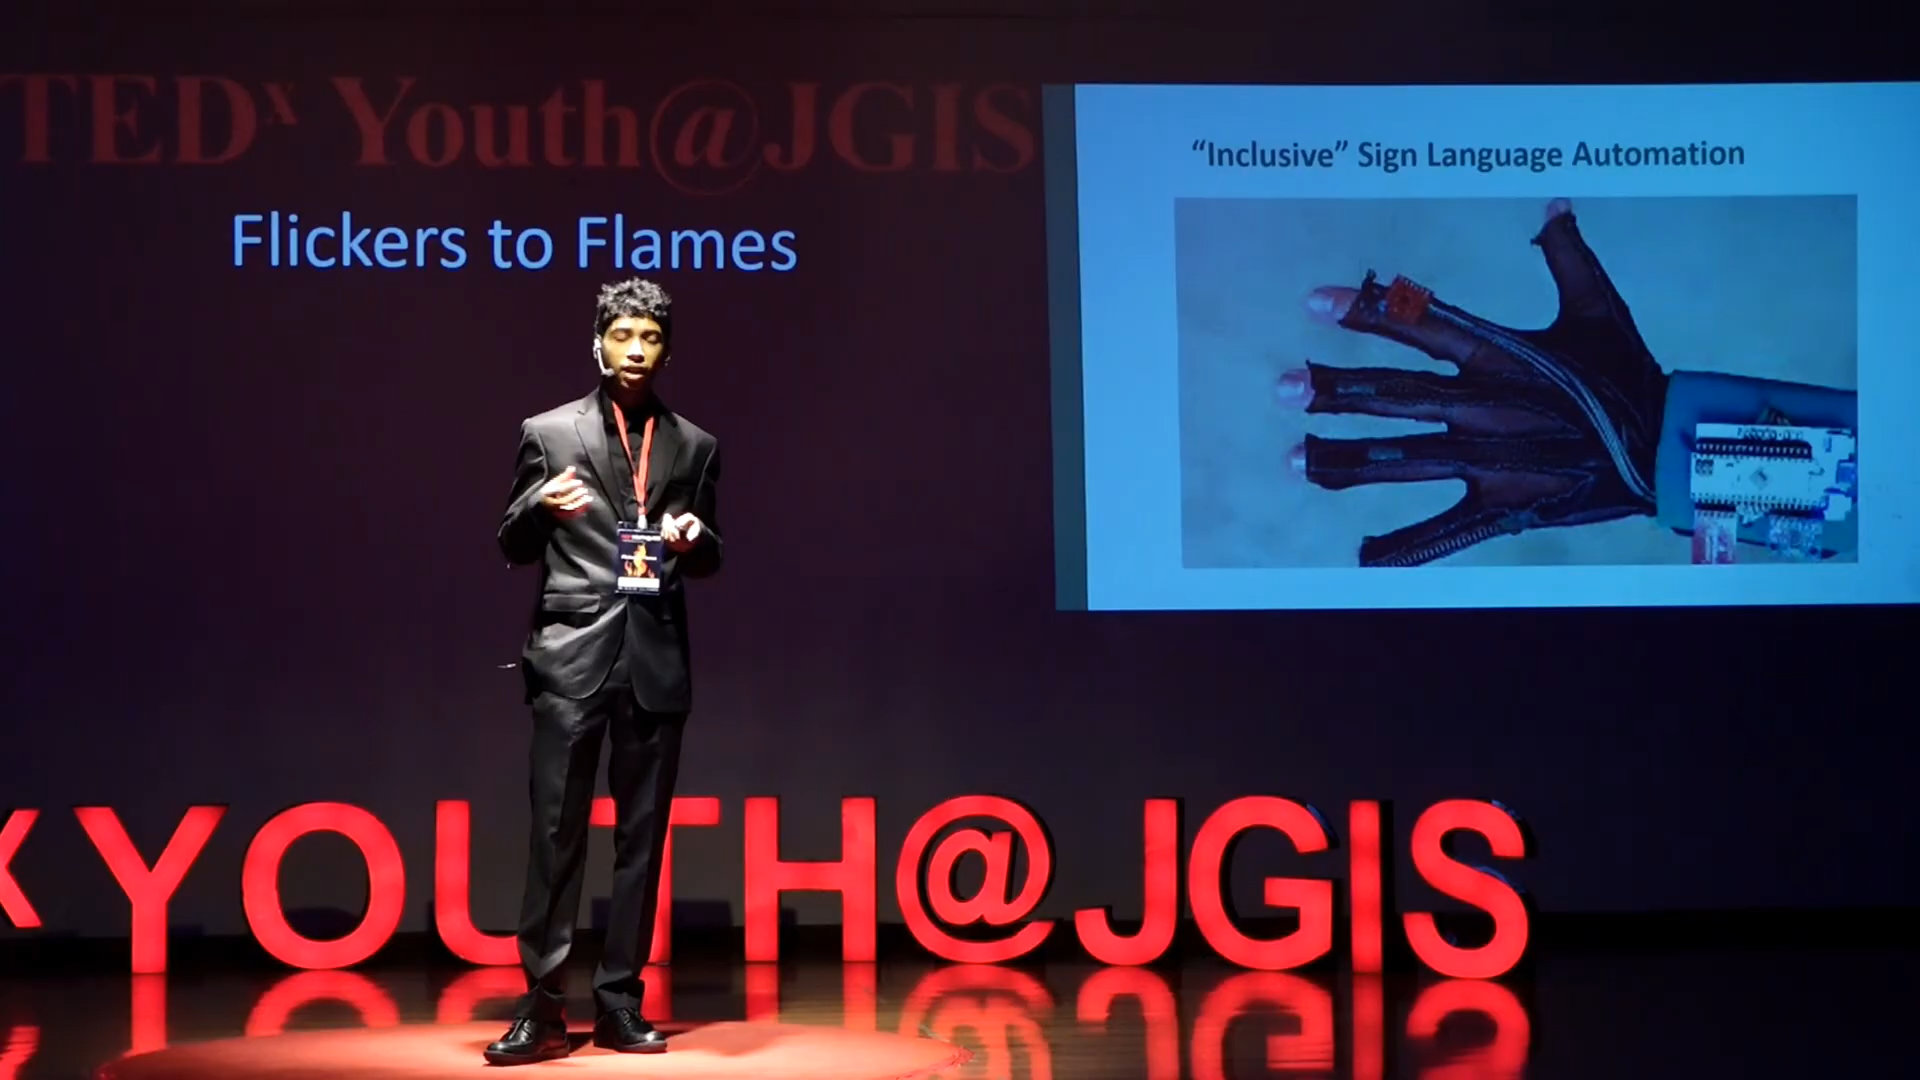 TEDx Youth@JGIS
Flickers to Flames
“Inclusive” Sign Language Automation
x YOUTH@JGIS